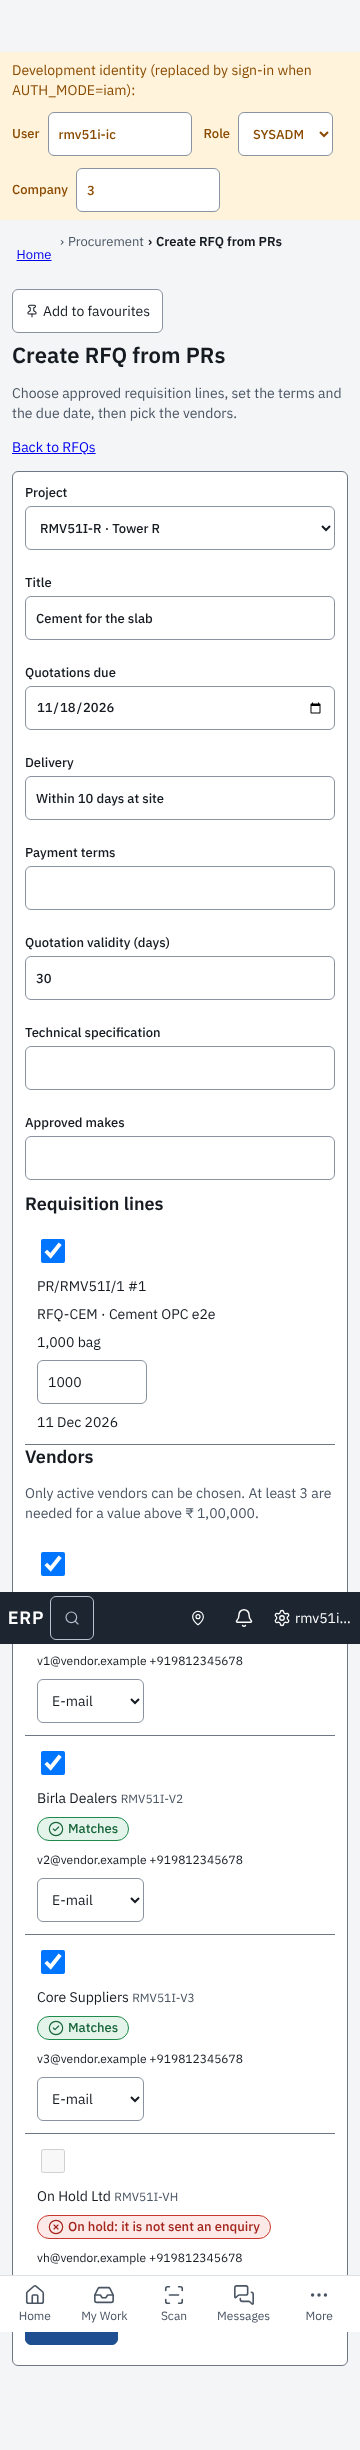 Development identity (replaced by sign-in when
AUTH_MODE=iam):
User rmv51i-ic Role SYSADM
Company 3
Home › Procurement › Create RFQ from PRs
Add to favourites
Create RFQ from PRs
Choose approved requisition lines, set the terms and
the due date, then pick the vendors.
Back to RFQs
Project
RMV51I-R · Tower R
Title
Cement for the slab
Quotations due
11/18/2026
Delivery
Within 10 days at site
Payment terms
Quotation validity (days)
30
Technical specification
Approved makes
Requisition lines
PR/RMV51I/1 #1
RFQ-CEM · Cement OPC e2e
1,000 bag
1000
11 Dec 2026
Vendors
Only active vendors can be chosen. At least 3 are
needed for a value above ₹ 1,00,000.
ERP rmv51i...
v1@vendor.example +919812345678
E-mail
Birla Dealers RMV51I-V2
Matches
v2@vendor.example +919812345678
E-mail
Core Suppliers RMV51I-V3
Matches
v3@vendor.example +919812345678
E-mail
On Hold Ltd RMV51I-VH
On hold: it is not sent an enquiry
vh@vendor.example +919812345678
Home My Work Scan Messages More